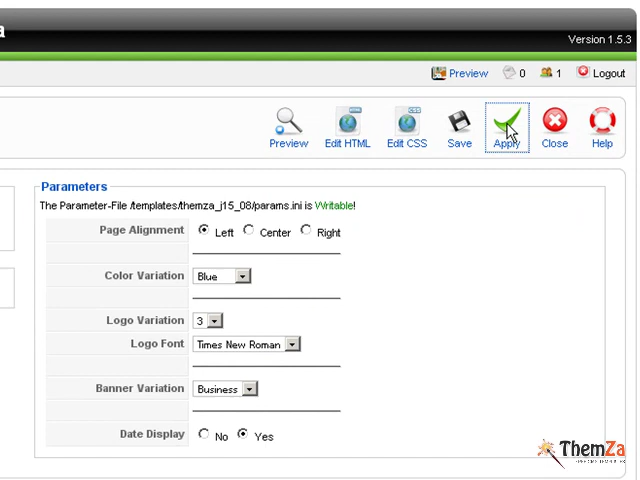 a
Version 1.5.3
Preview 0 1 Logout
Preview Edit HTML Edit CSS Save Apply Close Help
Parameters
The Parameter-File /templates/themza_j15_08/params.ini is Writable!
Page Alignment Left Center Right
Color Variation Blue
Logo Variation 3
Logo Font Times New Roman
Banner Variation Business
Date Display No Yes
ThemZa